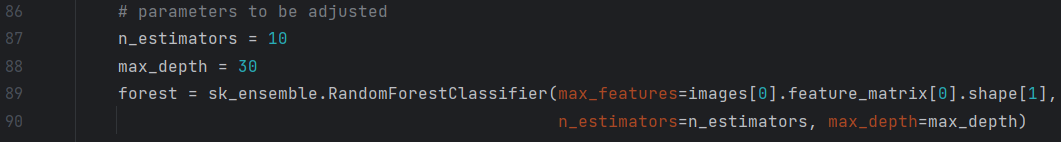 86 # parameters to be adjusted
87 n_estimators = 10
88 max_depth = 30
89 forest = sk_ensemble.RandomForestClassifier(max_features=images[0].feature_matrix[0].shape[1],
90 n_estimators=n_estimators, max_depth=max_depth)